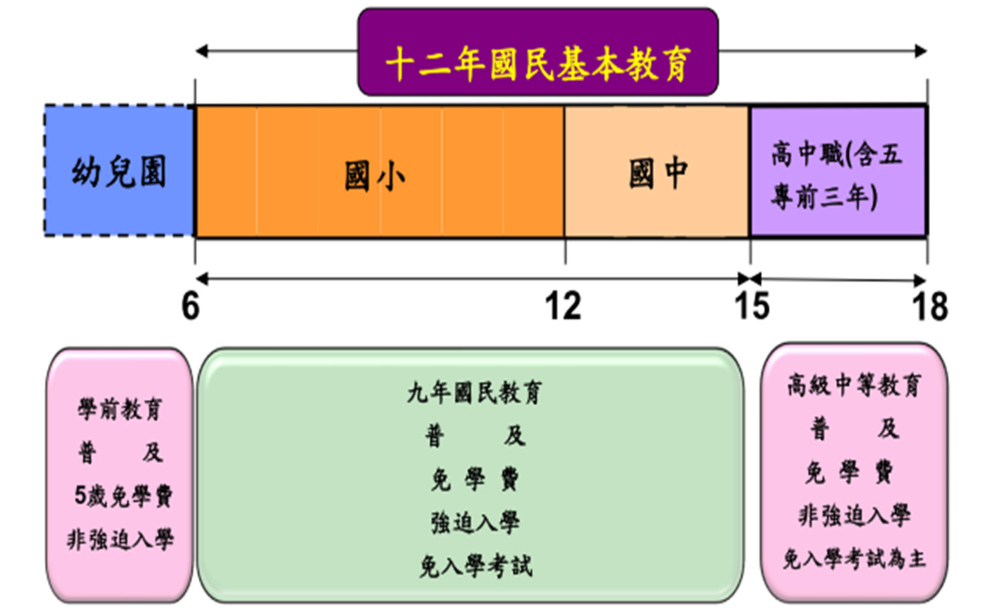 十二年國民基本教育
幼兒園
國小
國中
高中職(含五
專前三年)
6
12
15
18
學前教育
普 及
5歲免學費
非強迫入學
九年國民教育
普 及
免 學 費
強迫入學
免入學考試
高級中等教育
普 及
免 學 費
非強迫入學
免入學考試為主